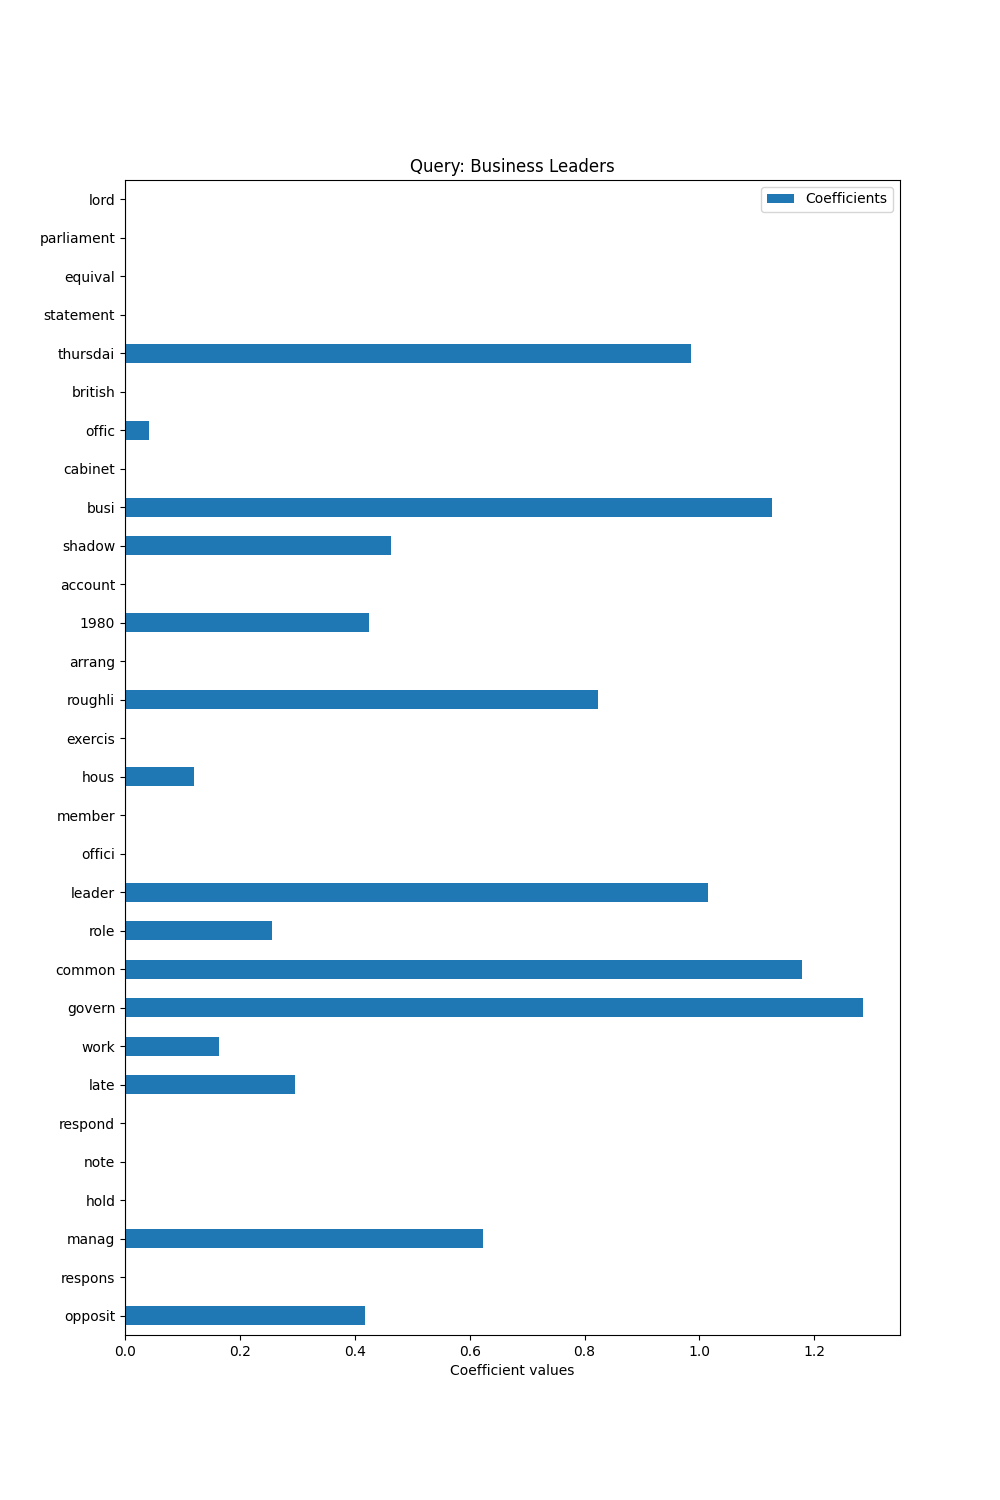 Query: Business Leaders
Coefficients
lord
parliament
equival
statement
thursdai
british
offic
cabinet
busi
shadow
account
1980
arrang
roughli
exercis
hous
member
offici
leader
role
common
govern
work
late
respond
note
hold
manag
respons
opposit
0.0 0.2 0.4 0.6 0.8 1.0 1.2
Coefficient values